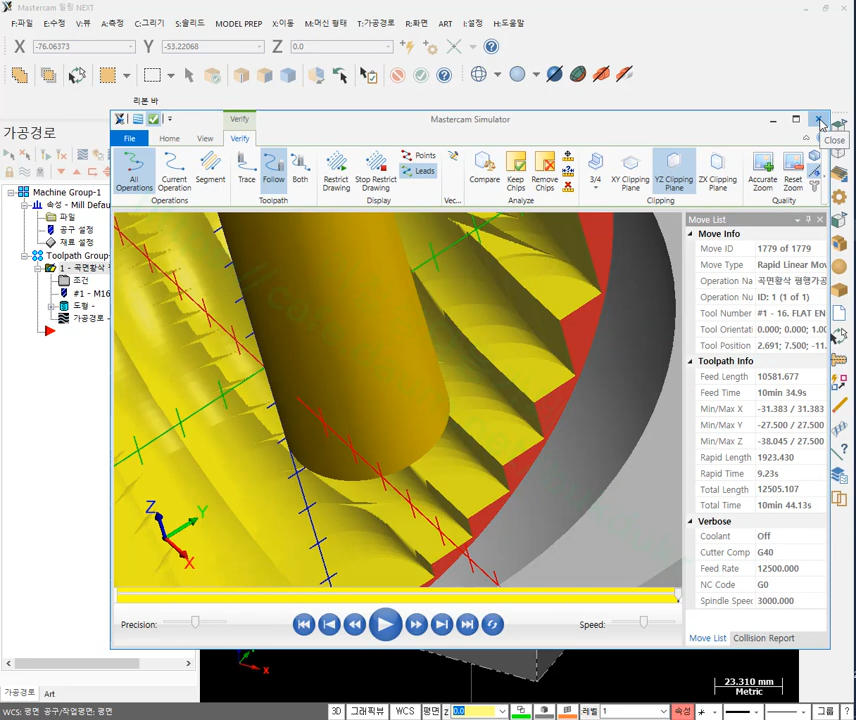 Mastercam 밀링 NEXT
F:파일 E:수정 V:뷰 A:측정 C:그리기 S:솔리드 MODEL PREP X:이동 M:머신 형태 T:가공경로 R:화면 ART I:설정 H:도움말
X -76.06373 Y -53.22068 Z 0.0
리본 바
Verify
Mastercam Simulator
Close
File Home View Verify
All Operations
Current Operation
Segment
Trace
Follow
Both
Restrict Drawing
Stop Restrict Drawing
Points
Leads
Compare
Keep Chips
Remove Chips
3/4
XY Clipping Plane
YZ Clipping Plane
ZX Clipping Plane
Accurate Zoom
Reset Zoom
Operations Toolpath Display Vec... Analyze Clipping Quality
가공경로
Machine Group-1
속성 - Mill Defau
파일
공구 설정
재료 설정
Toolpath Group-
1 - 곡면황삭 평
조건
#1 - M16
도형 -
가공경로 -
Z
Y
X
Move List
Move Info
Move ID 1779 of 1779
Move Type Rapid Linear Mov
Operation Na 곡면황삭 평행가공
Operation Nu ID: 1 (1 of 1)
Tool Number #1 - 16. FLAT EN
Tool Orientati 0.000; 0.000; 1.00
Tool Position 2.691; 7.500; -11.
Toolpath Info
Feed Length 10581.677
Feed Time 10min 34.9s
Min/Max X -31.383 / 31.383
Min/Max Y -27.500 / 27.500
Min/Max Z -38.045 / 27.500
Rapid Length 1923.430
Rapid Time 9.23s
Total Length 12505.107
Total Time 10min 44.13s
Verbose
Coolant Off
Cutter Comp G40
Feed Rate 12500.000
NC Code G0
Spindle Speed 3000.000
Precision:
Speed:
Move List Collision Report
X
23.310 mm
Metric
가공경로 Art
WCS: 평면 공구/작업평면: 평면
3D 그래픽뷰 WCS 평면 Z 0.0 레벨 1 속성 그룹 ?